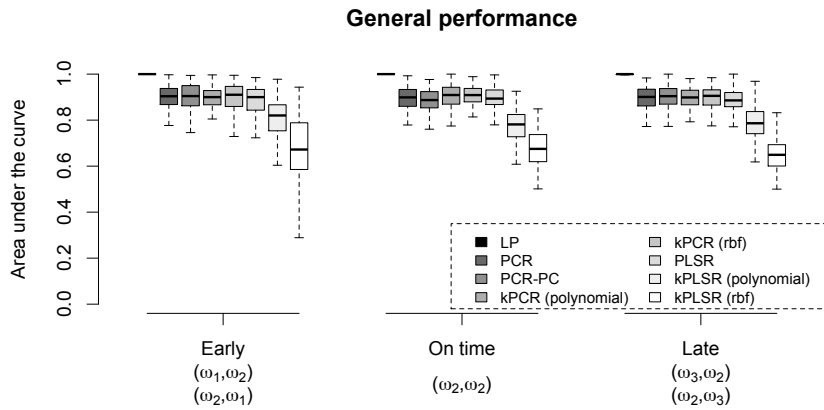 General performance
Area under the curve
1.0
0.8
0.6
0.4
0.2
0.0
LP
PCR
PCR-PC
kPCR (polynomial)
kPCR (rbf)
PLSR
kPLSR (polynomial)
kPLSR (rbf)
Early
(ω₁,ω₂)
(ω₂,ω₁)
On time
(ω₂,ω₂)
Late
(ω₃,ω₂)
(ω₂,ω₃)